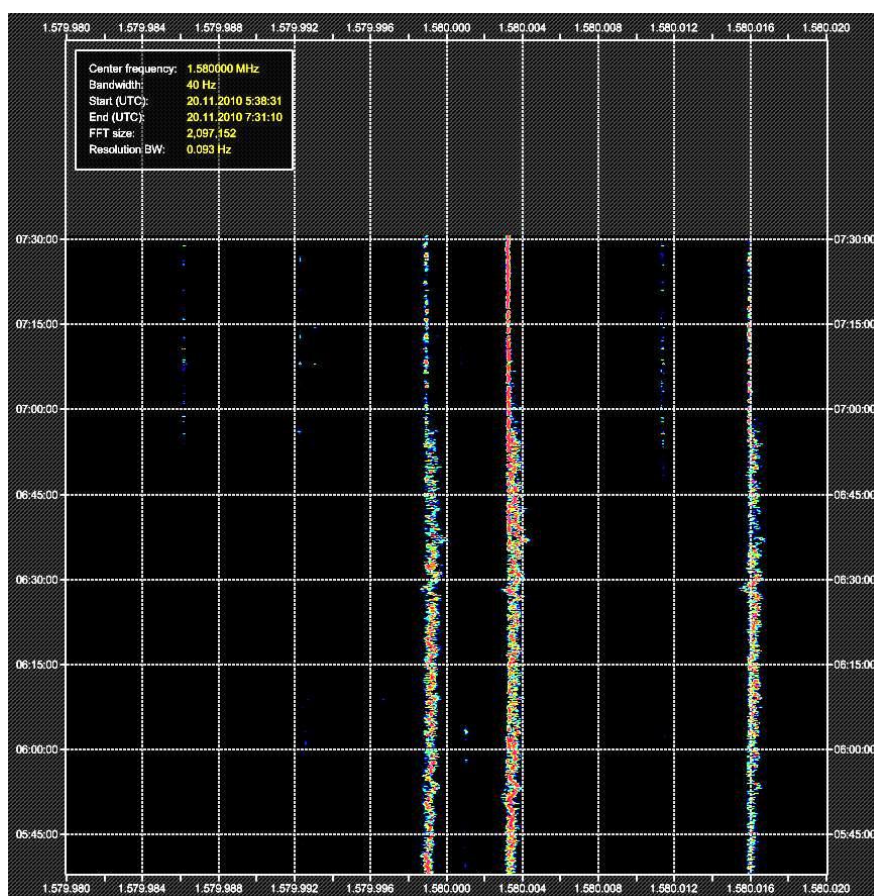 1.579.980 1.579.984 1.579.988 1.579.992 1.579.996 1.580.000 1.580.004 1.580.008 1.580.012 1.580.016 1.580.020
Center frequency: 1.580000 MHz
Bandwidth: 40 Hz
Start (UTC): 20.11.2010 5:38:31
End (UTC): 20.11.2010 7:31:10
FFT size: 2,097,152
Resolution BW: 0.093 Hz
07:30:00 07:30:00
07:15:00 07:15:00
07:00:00 07:00:00
06:45:00 06:45:00
06:30:00 06:30:00
06:15:00 06:15:00
06:00:00 06:00:00
05:45:00 05:45:00
1.579.980 1.579.984 1.579.988 1.579.992 1.579.996 1.580.000 1.580.004 1.580.008 1.580.012 1.580.016 1.580.020